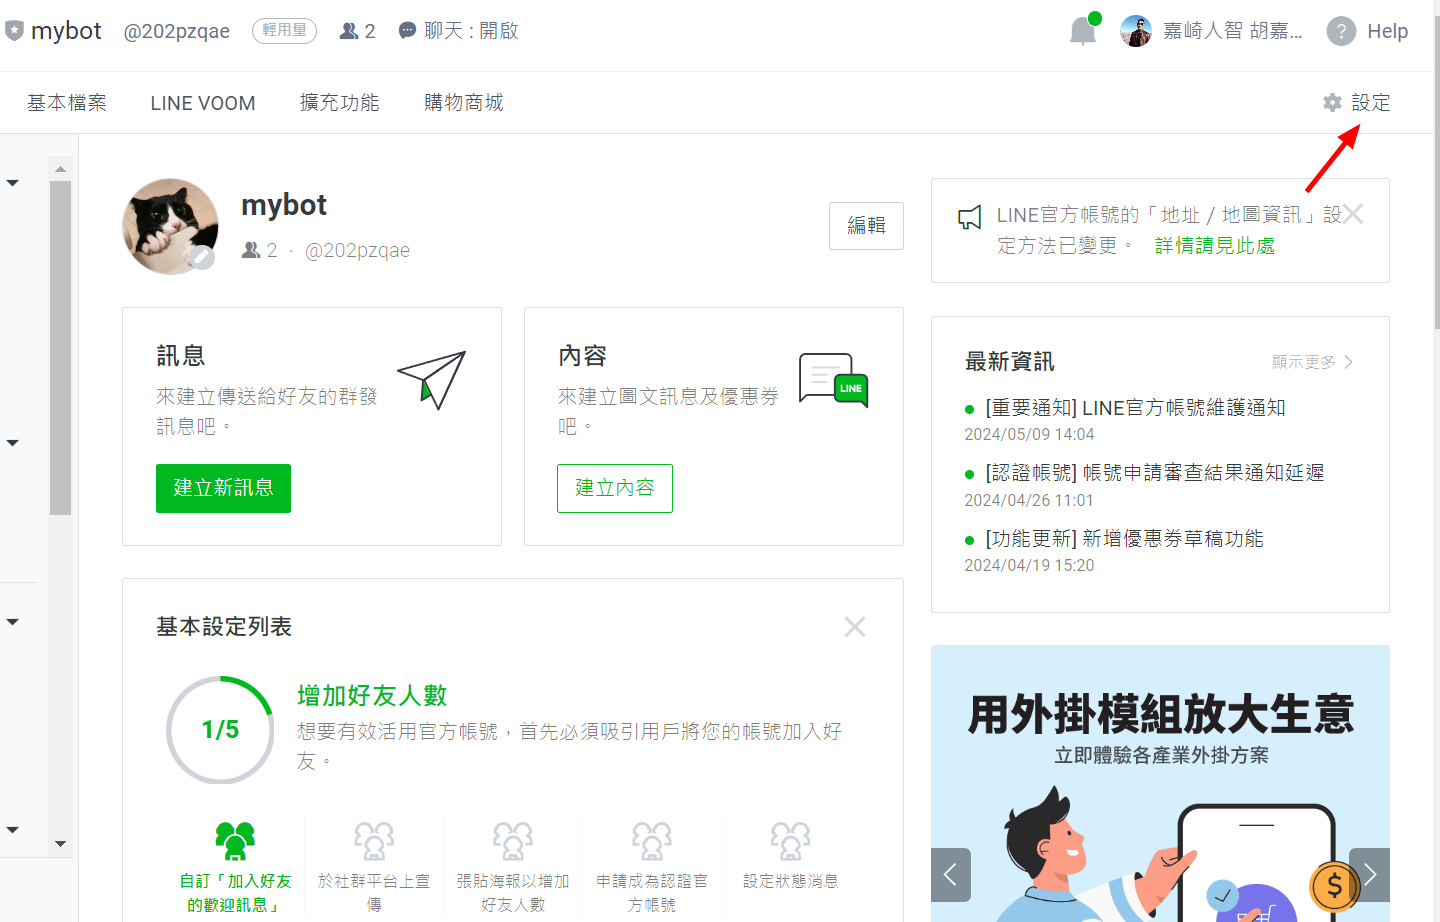 mybot @202pzqae 輕用量 2 聊天 : 開啟 嘉崎人智 胡嘉... ? Help
基本檔案 LINE VOOM 擴充功能 購物商城 設定
mybot
2 · @202pzqae
編輯
LINE官方帳號的「地址 / 地圖資訊」設
定方法已變更。 詳情請見此處
訊息
來建立傳送給好友的群發
訊息吧。
建立新訊息
內容
來建立圖文訊息及優惠券
吧。
LINE
建立內容
最新資訊 顯示更多
[重要通知] LINE官方帳號維護通知
2024/05/09 14:04
[認證帳號] 帳號申請審查結果通知延遲
2024/04/26 11:01
[功能更新] 新增優惠券草稿功能
2024/04/19 15:20
基本設定列表
1/5
增加好友人數
想要有效活用官方帳號，首先必須吸引用戶將您的帳號加入好
友。
自訂「加入好友
的歡迎訊息」
於社群平台上宣
傳
張貼海報以增加
好友人數
申請成為認證官
方帳號
設定狀態消息
用外掛模組放大生意
立即體驗各產業外掛方案
$